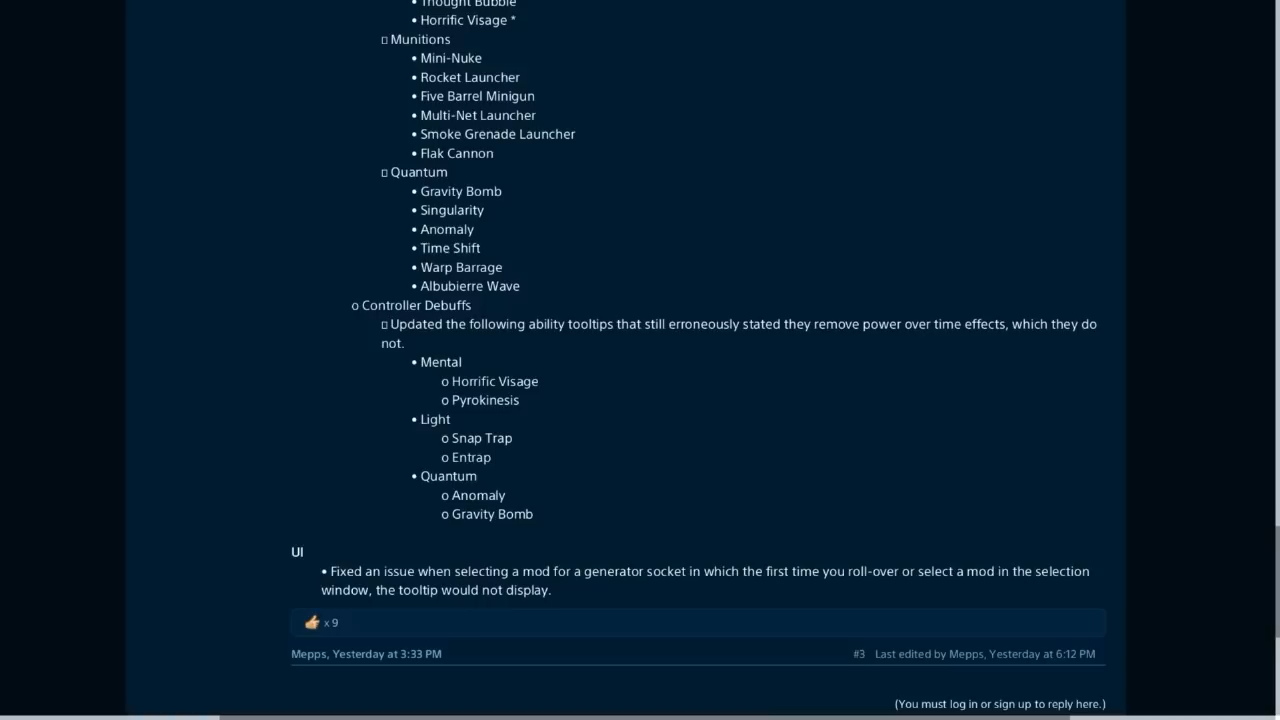 Thought Bubble
• Horrific Visage *
▯ Munitions
• Mini-Nuke
• Rocket Launcher
• Five Barrel Minigun
• Multi-Net Launcher
• Smoke Grenade Launcher
• Flak Cannon
▯ Quantum
• Gravity Bomb
• Singularity
• Anomaly
• Time Shift
• Warp Barrage
• Albubierre Wave
o Controller Debuffs
▯ Updated the following ability tooltips that still erroneously stated they remove power over time effects, which they do
not.
• Mental
o Horrific Visage
o Pyrokinesis
• Light
o Snap Trap
o Entrap
• Quantum
o Anomaly
o Gravity Bomb
UI
• Fixed an issue when selecting a mod for a generator socket in which the first time you roll-over or select a mod in the selection
window, the tooltip would not display.
x 9
Mepps, Yesterday at 3:33 PM #3 Last edited by Mepps, Yesterday at 6:12 PM
(You must log in or sign up to reply here.)